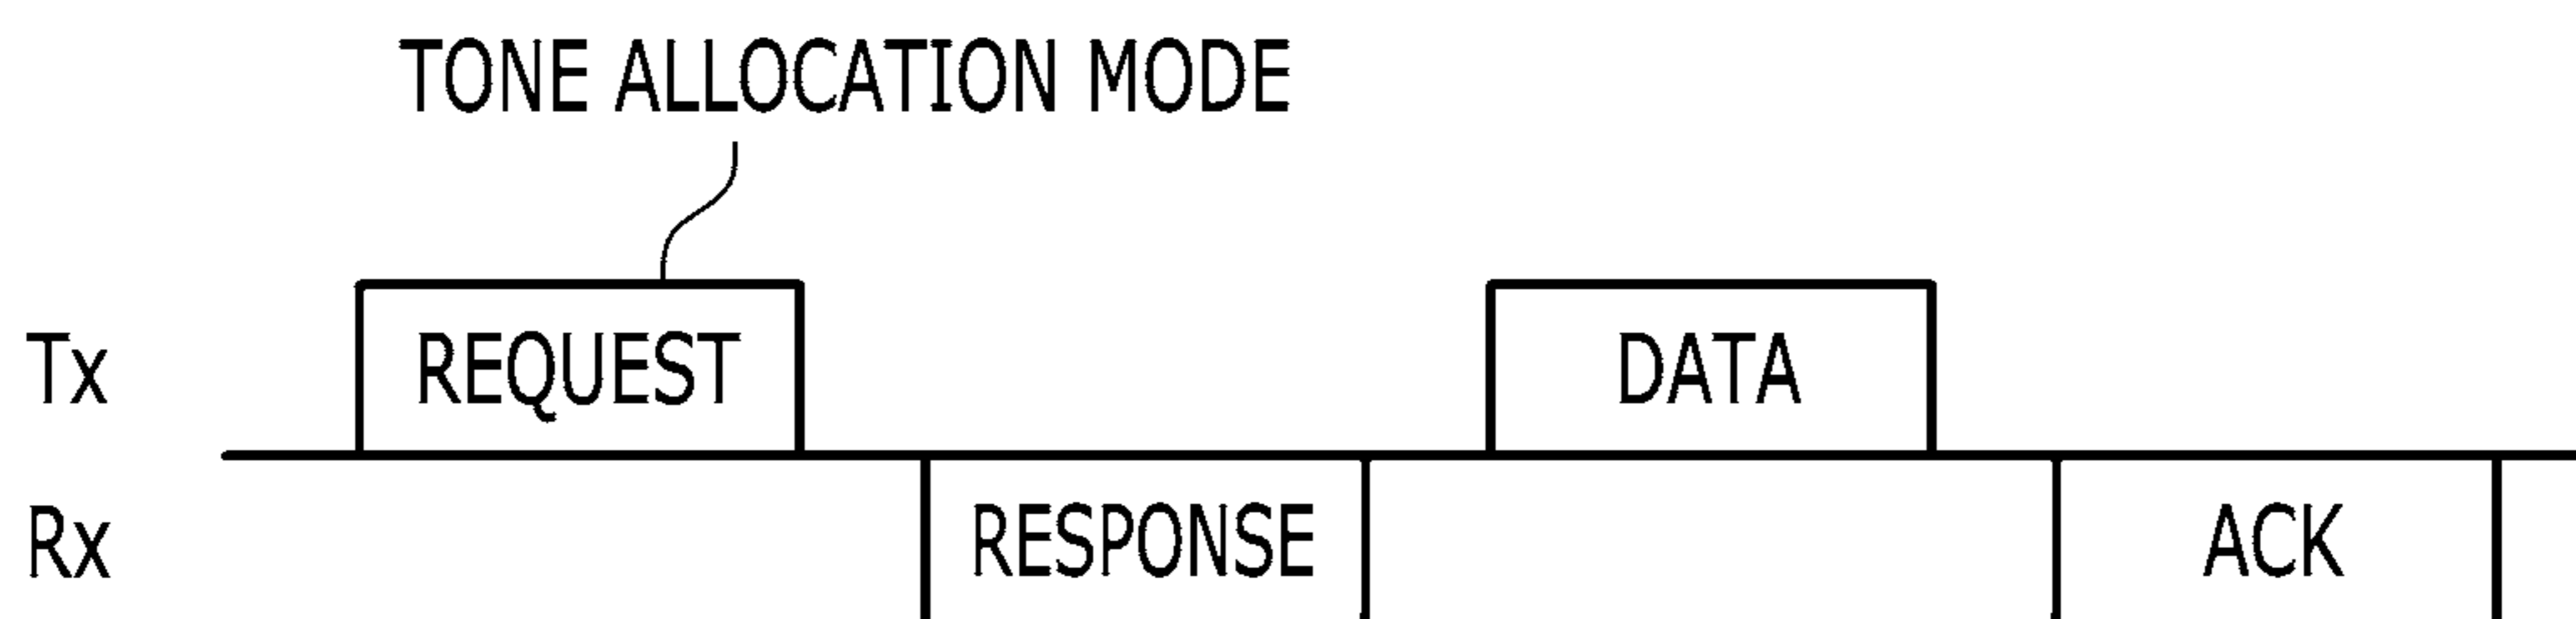 TONE ALLOCATION MODE
Tx REQUEST DATA
Rx RESPONSE ACK